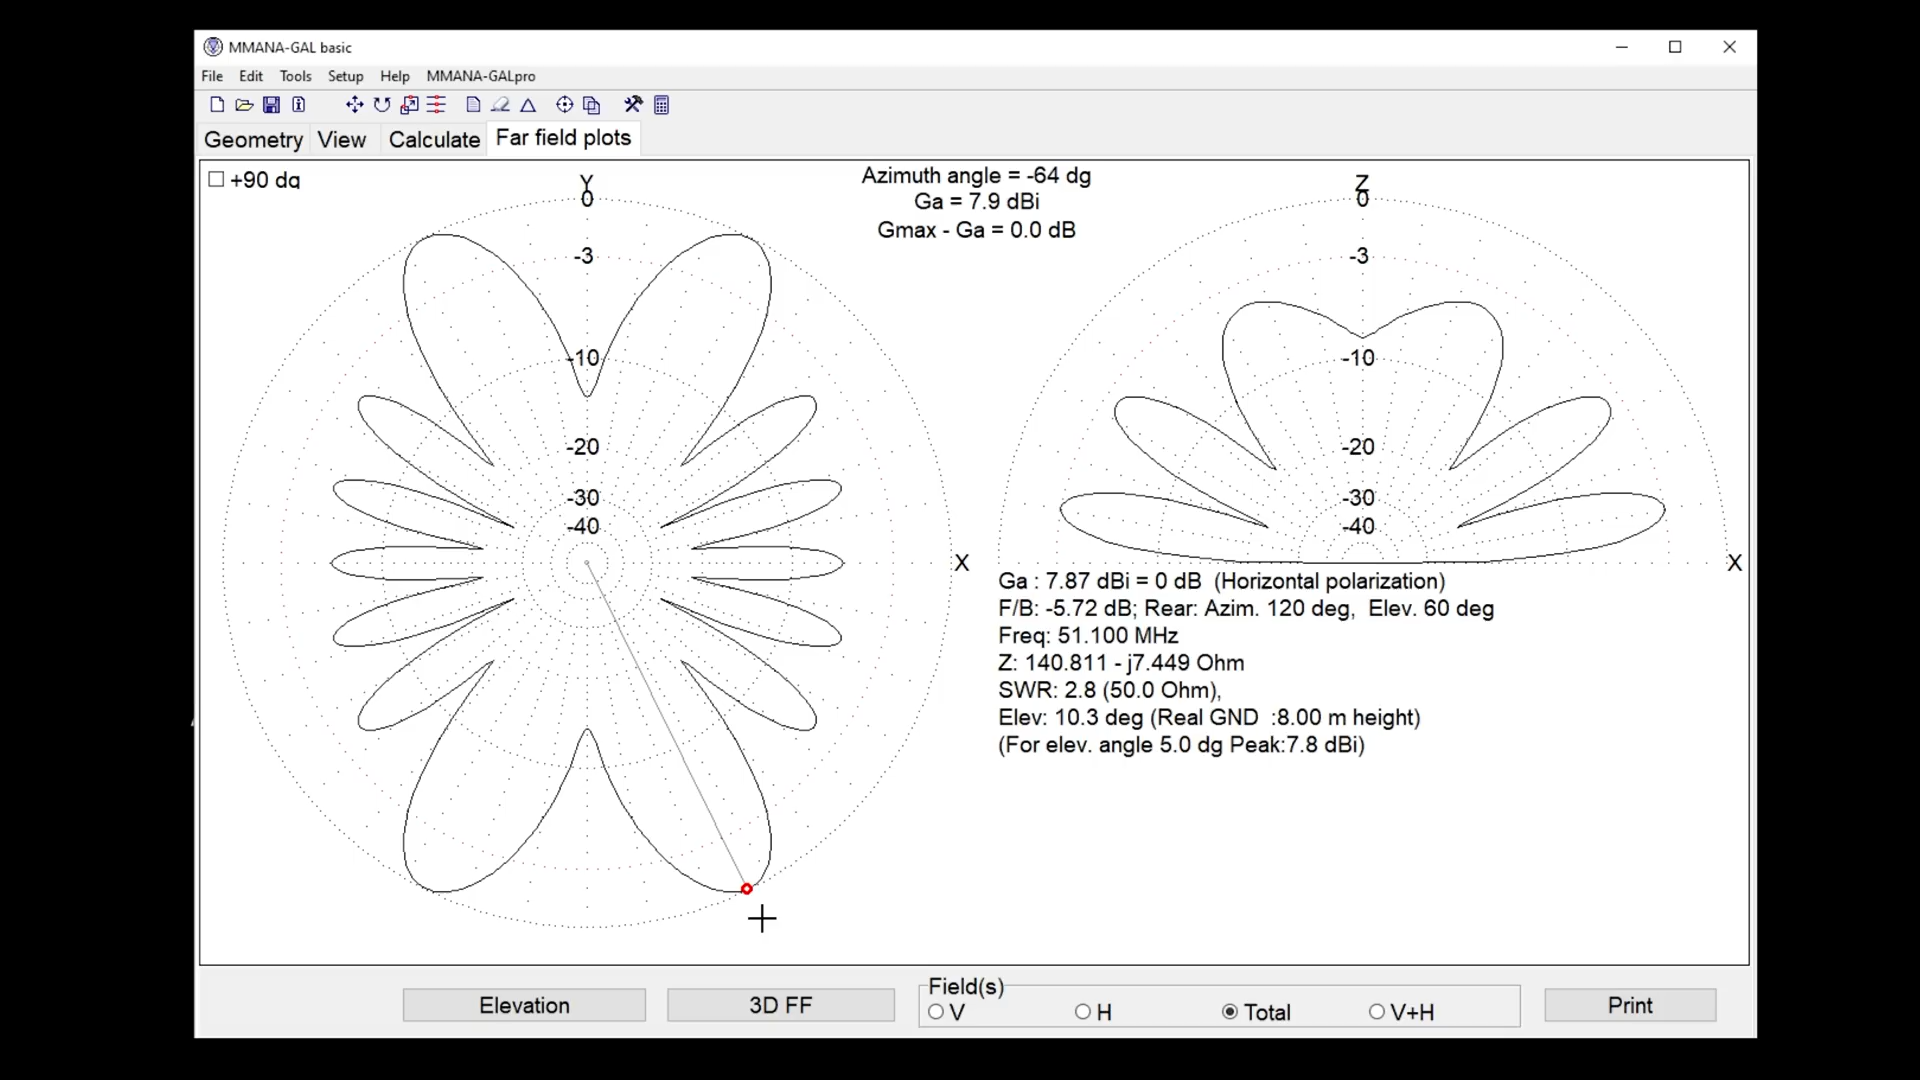 MMANA-GAL basic
File Edit Tools Setup Help MMANA-GALpro
Geometry View Calculate Far field plots
+90 dg
Y
0
-3
-10
-20
-30
-40
X
Azimuth angle = -64 dg
Ga = 7.9 dBi
Gmax - Ga = 0.0 dB
Z
0
-3
-10
-20
-30
-40
X
Ga : 7.87 dBi = 0 dB (Horizontal polarization)
F/B: -5.72 dB; Rear: Azim. 120 deg, Elev. 60 deg
Freq: 51.100 MHz
Z: 140.811 - j7.449 Ohm
SWR: 2.8 (50.0 Ohm),
Elev: 10.3 deg (Real GND :8.00 m height)
(For elev. angle 5.0 dg Peak:7.8 dBi)
Elevation
3D FF
Field(s)
V H Total V+H
Print